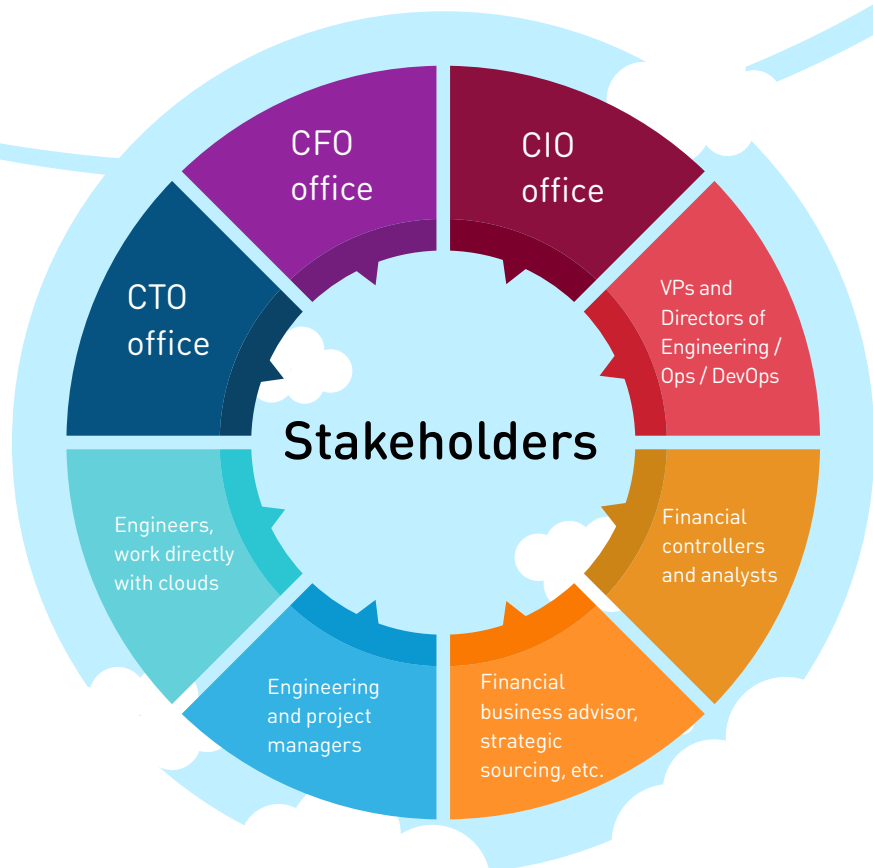 CFO
office
CIO
office
CTO
office
VPs and
Directors of
Engineering /
Ops / DevOps
Stakeholders
Engineers,
work directly
with clouds
Financial
controllers
and analysts
Engineering
and project
managers
Financial
business advisor,
strategic
sourcing, etc.